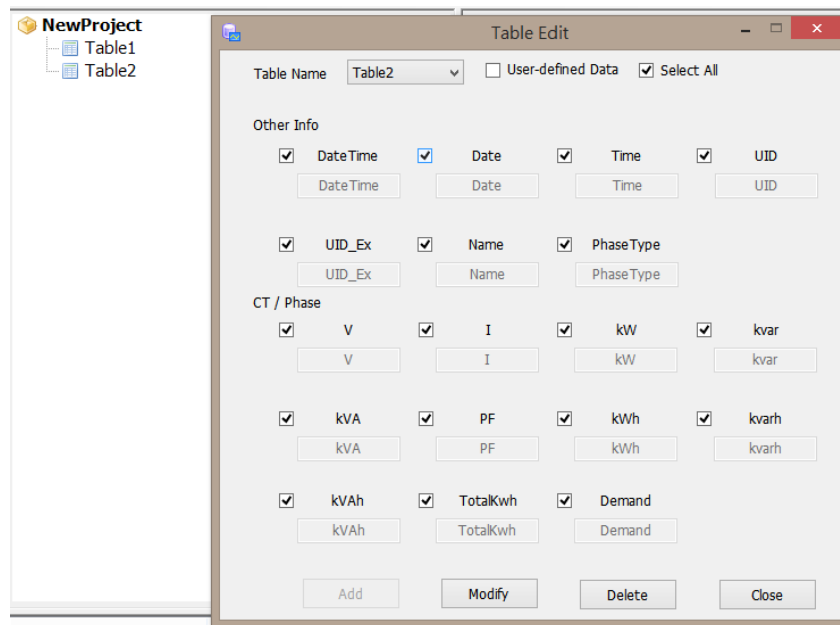 NewProject
Table1
Table2
Table Edit
Table Name Table2 User-defined Data Select All
Other Info
DateTime Date Time UID
DateTime Date Time UID
UID_Ex Name PhaseType
UID_Ex Name PhaseType
CT / Phase
V I kW kvar
V I kW kvar
kVA PF kWh kvarh
kVA PF kWh kvarh
kVAh TotalKwh Demand
kVAh TotalKwh Demand
Add Modify Delete Close